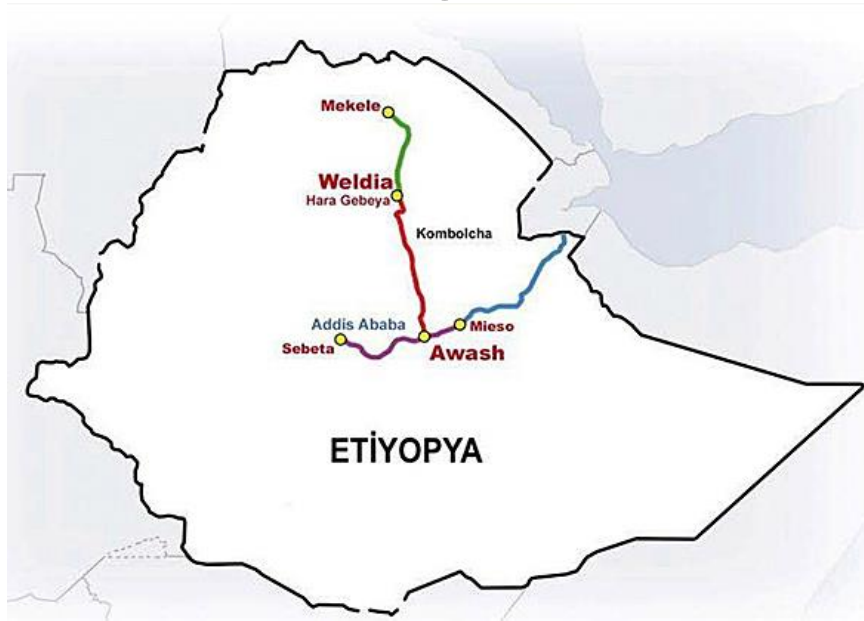 Mekele
Weldia
Hara Gebeya
Kombolcha
Addis Ababa
Mieso
Sebeta
Awash
ETİYOPYA